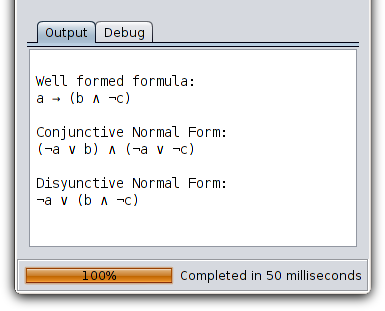 Output Debug
Well formed formula:
a → (b ∧ ¬c)
Conjunctive Normal Form:
(¬a ∨ b) ∧ (¬a ∨ ¬c)
Disyunctive Normal Form:
¬a ∨ (b ∧ ¬c)
100% Completed in 50 milliseconds